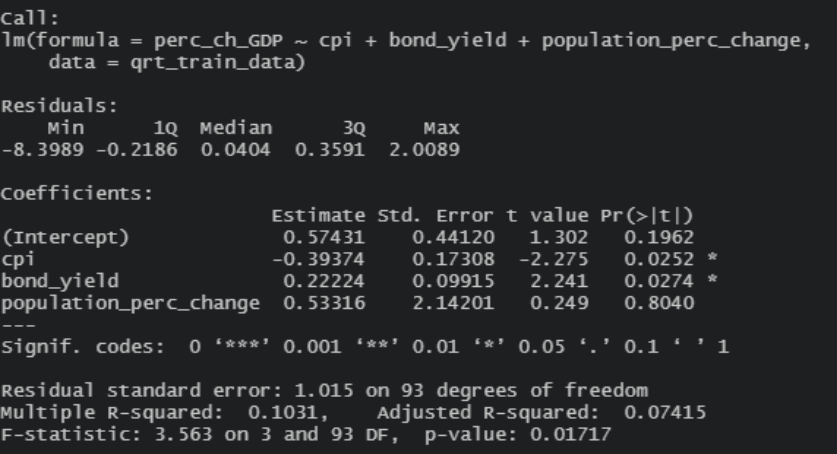 Call:
lm(formula = perc_ch_GDP ~ cpi + bond_yield + population_perc_change,
    data = qrt_train_data)

Residuals:
    Min      1Q  Median      3Q     Max
-8.3989 -0.2186  0.0404  0.3591  2.0089

Coefficients:
                       Estimate Std. Error t value Pr(>|t|)
(Intercept)             0.57431    0.44120   1.302   0.1962
cpi                    -0.39374    0.17308  -2.275   0.0252 *
bond_yield              0.22224    0.09915   2.241   0.0274 *
population_perc_change  0.53316    2.14201   0.249   0.8040
---
Signif. codes:  0 ‘***’ 0.001 ‘**’ 0.01 ‘*’ 0.05 ‘.’ 0.1 ‘ ’ 1

Residual standard error: 1.015 on 93 degrees of freedom
Multiple R-squared:  0.1031,    Adjusted R-squared:  0.07415
F-statistic: 3.563 on 3 and 93 DF,  p-value: 0.01717